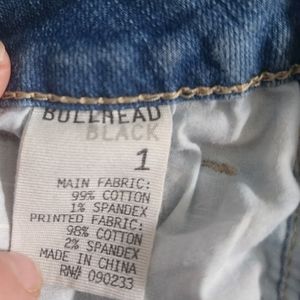 BULLHEAD
BLACK
1
MAIN FABRIC:
99% COTTON
1% SPANDEX
PRINTED FABRIC:
98% COTTON
2% SPANDEX
MADE IN CHINA
RN# 090233